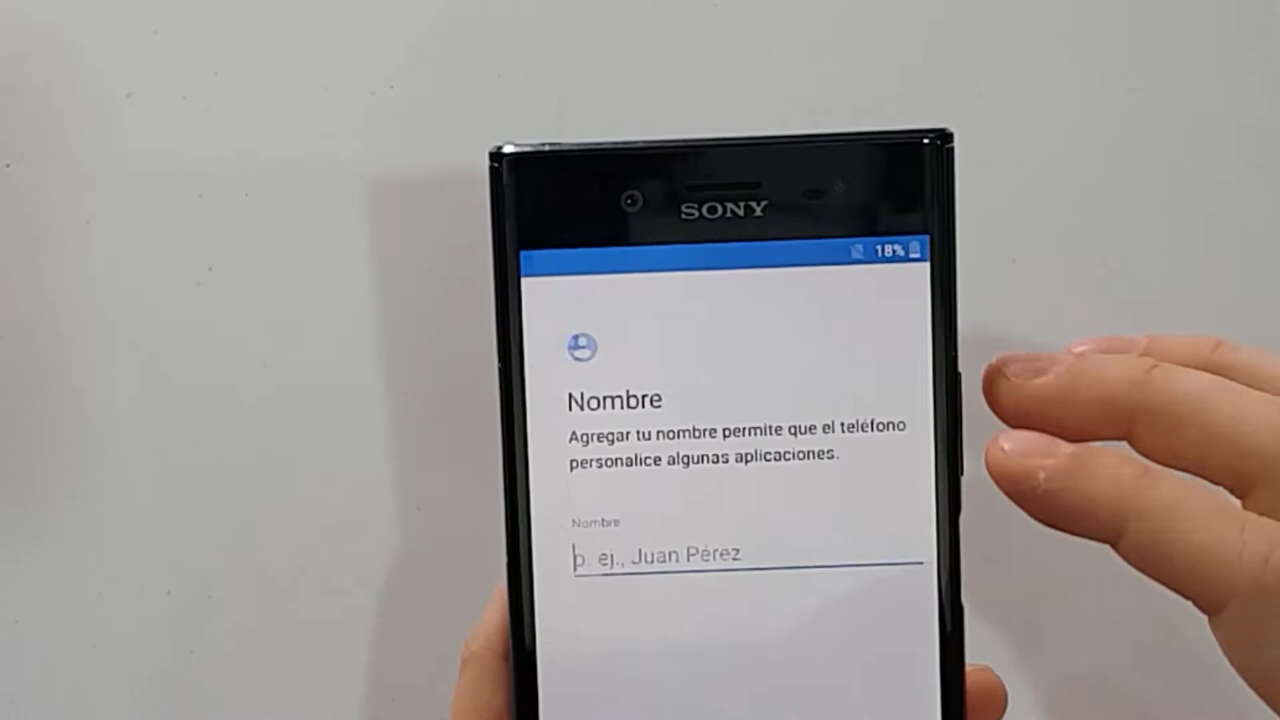 SONY
18%
Nombre
Agregar tu nombre permite que el teléfono
personalice algunas aplicaciones.
Nombre
p. ej., Juan Pérez